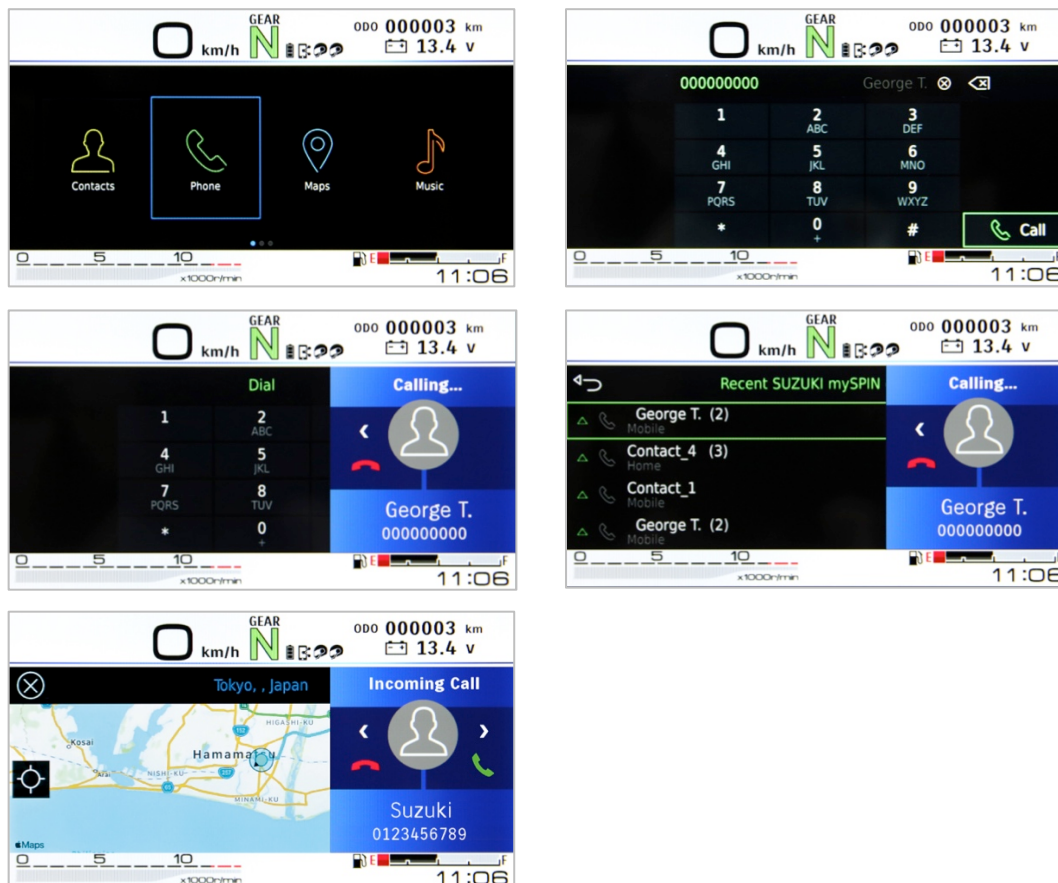 GEAR
0 km/h N ODO 000003 km
13.4 v
Contacts Phone Maps Music
0 5 10 E F
x1000r/min 11:06
GEAR
0 km/h N ODO 000003 km
13.4 v
000000000 George T.
1 2 3
ABC DEF
4 5 6
GHI JKL MNO
7 8 9
PQRS TUV WXYZ
* 0 #
+
Call
0 5 10 E
x1000r/min 11:06
GEAR
0 km/h N ODO 000003 km
13.4 v
Dial Calling...
1 2
ABC
4 5
GHI JKL
7 8
PQRS TUV
* 0
+
George T.
000000000
0 5 10 E F
x1000r/min 11:06
GEAR
0 km/h N ODO 000003 km
13.4 v
Recent SUZUKI mySPIN Calling...
George T. (2)
Mobile
Contact_4 (3)
Home
Contact_1
Mobile
George T. (2)
Mobile
George T.
000000000
0 5 10 E
x1000r/min 11:06
GEAR
0 km/h N ODO 000003 km
13.4 v
Tokyo, , Japan Incoming Call
HIGASHI-KU
152
Kosai
NISHI-KU
257
MINAMI-KU
Suzuki
0123456789
Maps
0 5 10 E F
x1000r/min 11:06